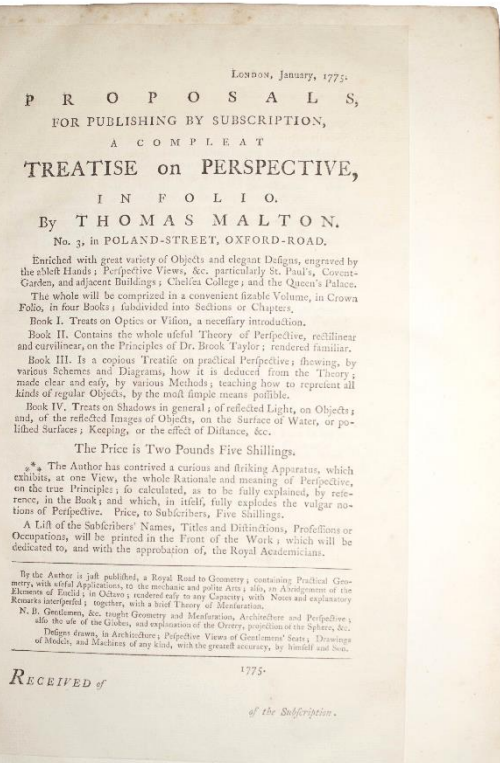 LONDON, January, 1775.
PROPOSALS,
FOR PUBLISHING BY SUBSCRIPTION,
A COMPLEAT
TREATISE on PERSPECTIVE,
IN FOLIO.
By THOMAS MALTON.
No. 3, in POLAND-STREET, OXFORD-ROAD.
Enriched with great variety of Objects and elegant Deſigns, engraved by
the ableſt Hands; Perſpective Views, &c. particularly St. Paul's, Covent-
Garden, and adjacent Buildings; Chelſea College; and the Queen's Palace.
The whole will be comprized in a convenient ſizable Volume, in Crown
Folio, in four Books; ſubdivided into Sections or Chapters.
Book I. Treats on Optics or Viſion, a neceſſary introduction.
Book II. Contains the whole uſeful Theory of Perſpective, rectilinear
and curvilinear, on the Principles of Dr. Brook Taylor; rendered familiar.
Book III. Is a copious Treatiſe on practical Perſpective; ſhewing, by
various Schemes and Diagrams, how it is deduced from the Theory;
made clear and eaſy, by various Methods; teaching how to repreſent all
kinds of regular Objects, by the moſt ſimple means poſſible.
Book IV. Treats on Shadows in general; of reflected Light, on Objects;
and, of the reflected Images of Objects, on the Surface of Water, or po-
liſhed Surfaces; Keeping, or the effect of Diſtance, &c.
The Price is Two Pounds Five Shillings.
*** The Author has contrived a curious and ſtriking Apparatus, which
exhibits, at one View, the whole Rationale and meaning of Perſpective,
on the true Principles; ſo calculated, as to be fully explained, by refe-
rence, in the Book; and which, in itſelf, fully explodes the vulgar no-
tions of Perſpective. Price, to Subſcribers, Five Shillings.
A Liſt of the Subſcribers' Names, Titles and Diſtinctions, Profeſſions or
Occupations, will be printed in the Front of the Work; which will be
dedicated to, and with the approbation of, the Royal Academicians.
By the Author is juſt publiſhed, a Royal Road to Geometry; containing Practical Geo-
metry, with uſeful Applications, to the mechanic and polite Arts; alſo, an Abridgment of the
Elements of Euclid; in Octavo; rendered eaſy to any Capacity; with Notes and explanatory
Remarks interſperſed; together, with a brief Theory of Menſuration.
N. B. Gentlemen, &c. taught Geometry and Menſuration, Architecture and Perſpective;
alſo the uſe of the Globes, and explanation of the Orrery, projection of the Sphere, &c.
Deſigns drawn, in Architecture; Peſpective Views of Gentlemens' Seats; Drawings
of Models, and Machines of any kind, with the greateſt accuracy, by himſelf and Son.
1775.
RECEIVED of
of the Subſcription.